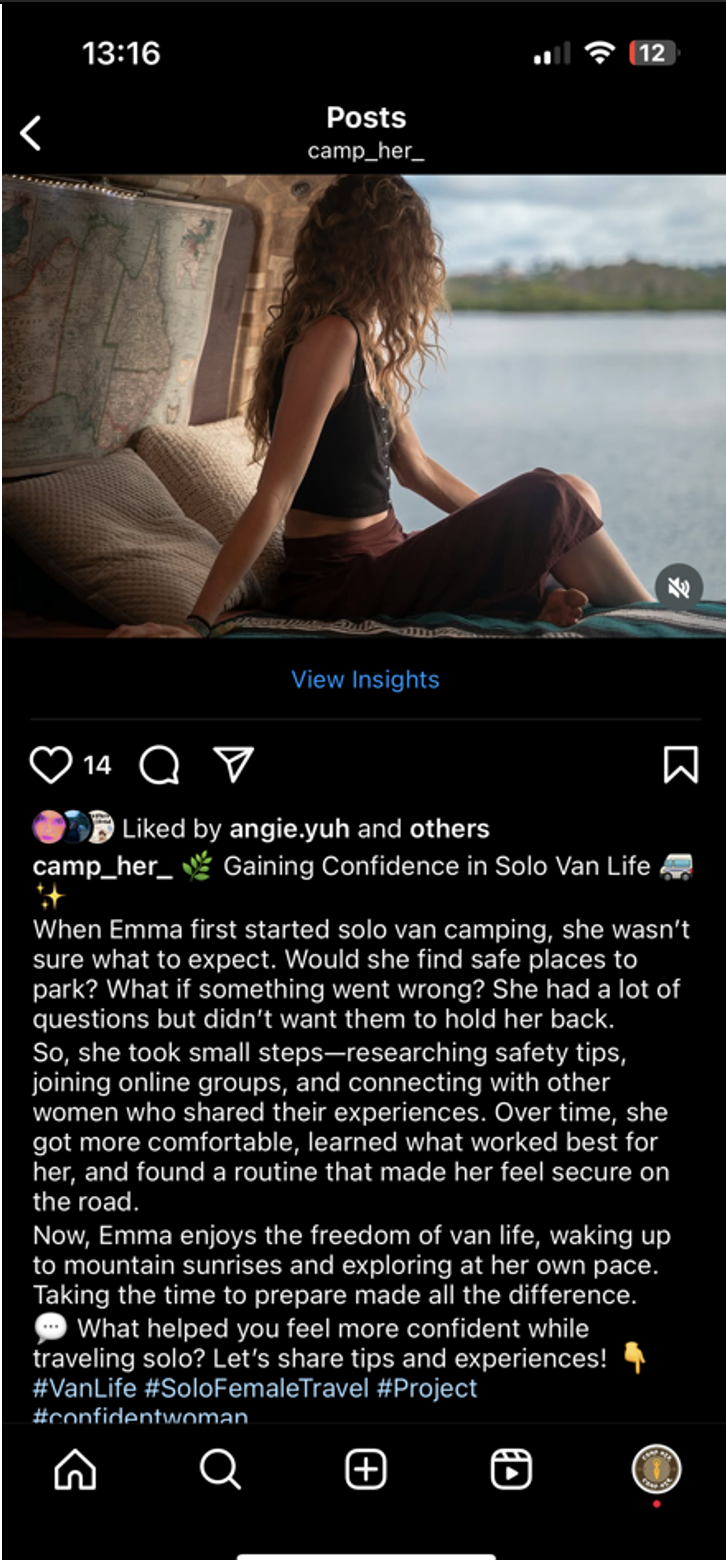 13:16
12
Posts
camp_her_
View Insights
14
Liked by angie.yuh and others
camp_her_ 🌿 Gaining Confidence in Solo Van Life 🚐
✨
When Emma first started solo van camping, she wasn’t
sure what to expect. Would she find safe places to
park? What if something went wrong? She had a lot of
questions but didn’t want them to hold her back.
So, she took small steps—researching safety tips,
joining online groups, and connecting with other
women who shared their experiences. Over time, she
got more comfortable, learned what worked best for
her, and found a routine that made her feel secure on
the road.
Now, Emma enjoys the freedom of van life, waking up
to mountain sunrises and exploring at her own pace.
Taking the time to prepare made all the difference.
💬 What helped you feel more confident while
traveling solo? Let’s share tips and experiences! 👇
#VanLife #SoloFemaleTravel #Project
#confidentwoman